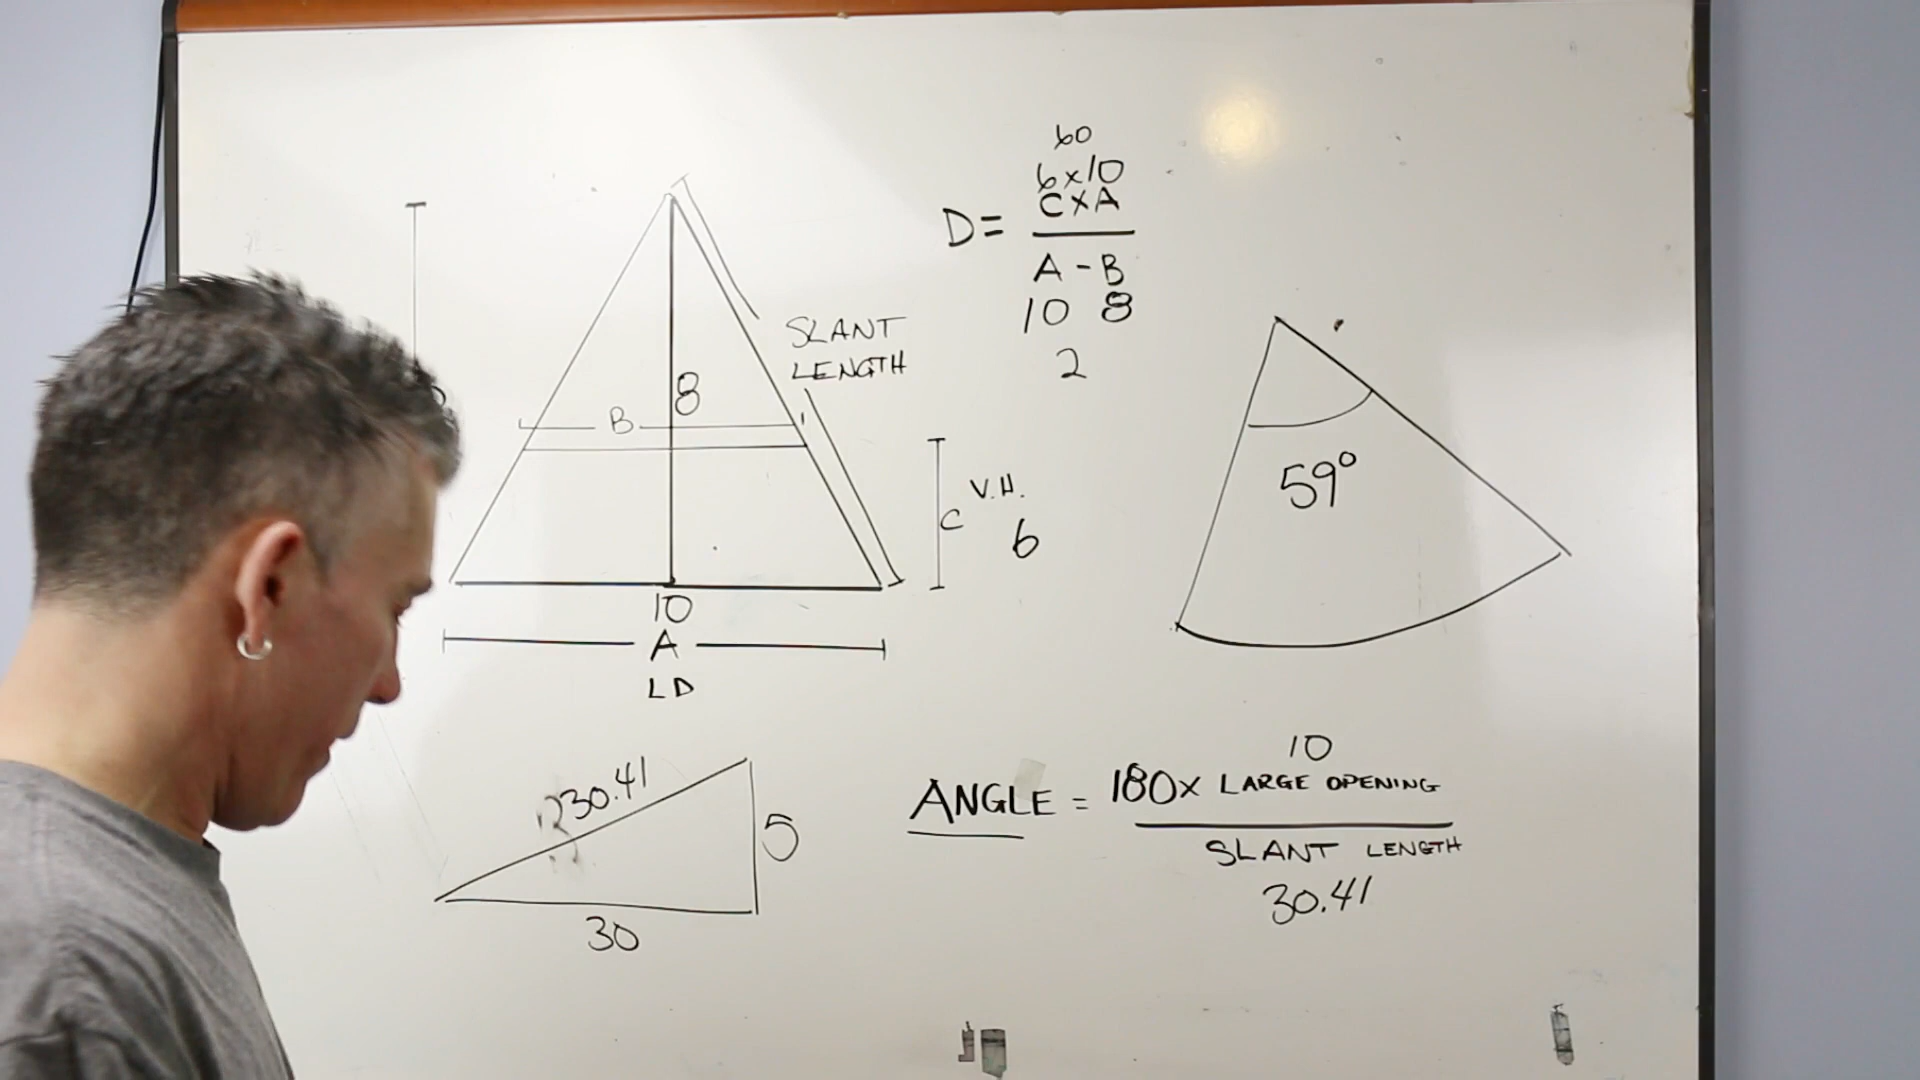 60
6x10
D= CXA
A - B
10 8
2
SLANT
LENGTH
8
B
V.H.
C
6
59°
10
A
LD
30.41
5
30
10
ANGLE = 180x LARGE OPENING
SLANT LENGTH
30.41